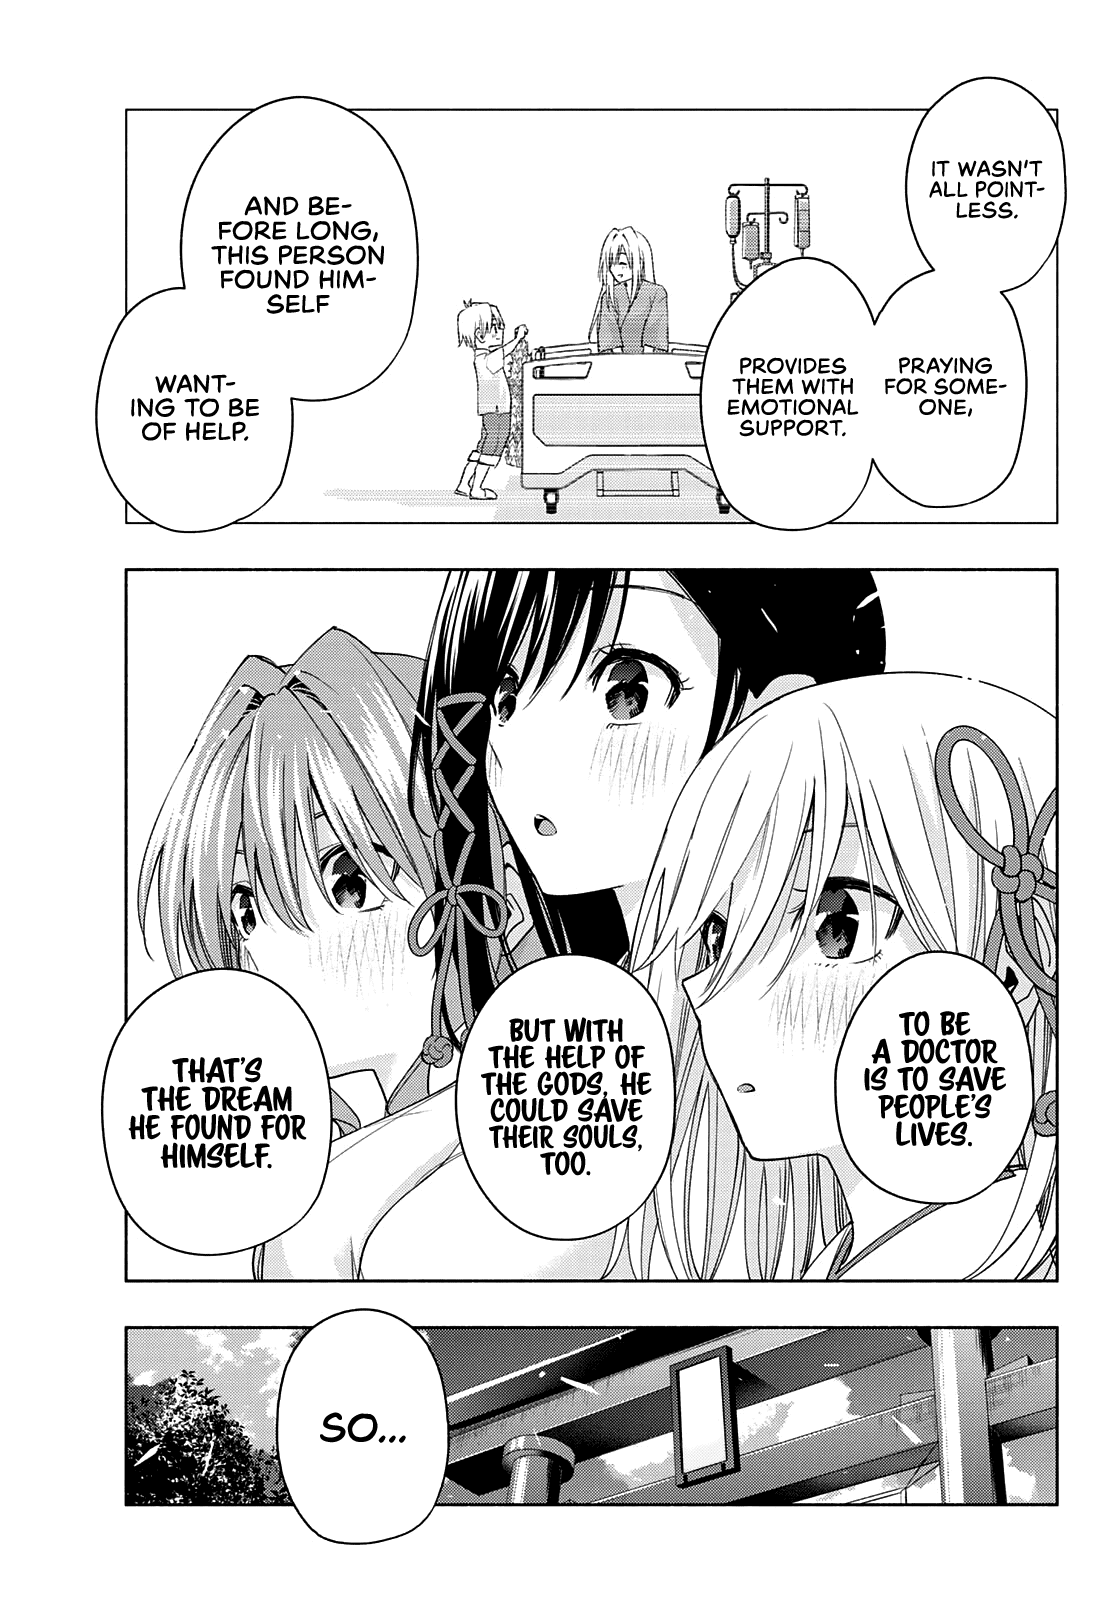 IT WASN'T
ALL POINT-
LESS.
PRAYING
FOR SOME-
ONE,
PROVIDES
THEM WITH
EMOTIONAL
SUPPORT.
AND BE-
FORE LONG,
THIS PERSON
FOUND HIM-
SELF
WANT-
ING TO BE
OF HELP.
TO BE
A DOCTOR
IS TO SAVE
PEOPLE'S
LIVES.
BUT WITH
THE HELP OF
THE GODS, HE
COULD SAVE
THEIR SOULS,
TOO.
THAT'S
THE DREAM
HE FOUND FOR
HIMSELF.
SO...